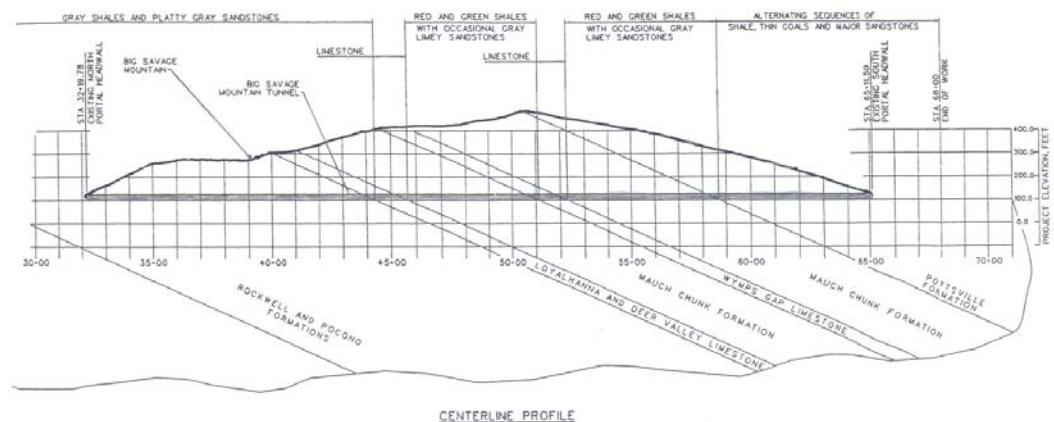 GRAY SHALES AND PLATTY GRAY SANDSTONES
RED AND GREEN SHALES
WITH OCCASIONAL GRAY
LIMEY SANDSTONES
RED AND GREEN SHALES
WITH OCCASIONAL GRAY
LIMEY SANDSTONES
ALTERNATING SEQUENCES OF
SHALE, THIN COALS AND MAJOR SANDSTONES
LIMESTONE
LIMESTONE
BIG SAVAGE
MOUNTAIN
BIG SAVAGE
MOUNTAIN TUNNEL
STA 32+19.78
EXISTING NORTH
PORTAL HEADWALL
STA 65+11.50
EXISTING SOUTH
PORTAL HEADWALL
STA 68+00
END OF WORK
400.0
300.0
200.0
100.0
0.0
PROJECT ELEVATION, FEET
30+00
35+00
40+00
45+00
50+00
55+00
60+00
65+00
70+00
ROCKWELL AND POCONO
FORMATIONS
LOYALHANNA AND DEER VALLEY LIMESTONE
MAUCH CHUNK FORMATION
WYMPS GAP LIMESTONE
MAUCH CHUNK FORMATION
POTTSVILLE
FORMATION
CENTERLINE PROFILE